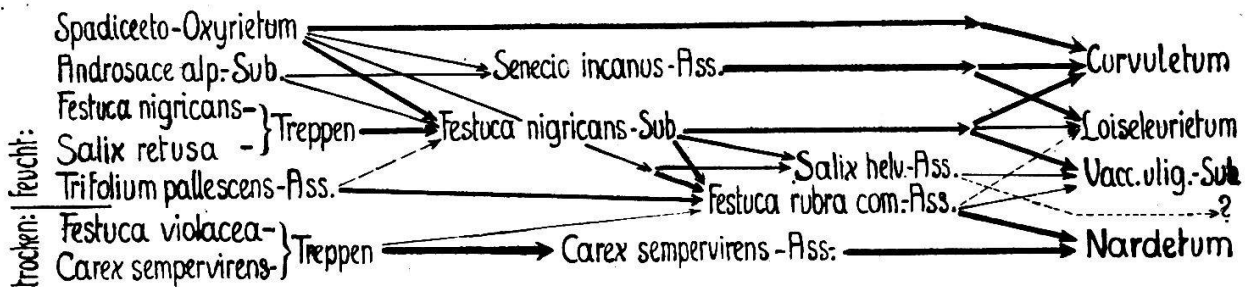 Spadiceeto-Oxyrietum
Androsace alp.-Sub. Senecio incanus-Ass. Curvuletum
Festuca nigricans-
Salix retusa - } Treppen Festuca nigricans-Sub. Loiseleurietum
Trifolium pallescens-Ass. Salix helv.-Ass. Vacc. ulig.-Sub
Festuca rubra com.-Ass. ?
Festuca violacea-
Carex sempervirens- } Treppen Carex sempervirens-Ass. Nardetum
feucht:
trocken: